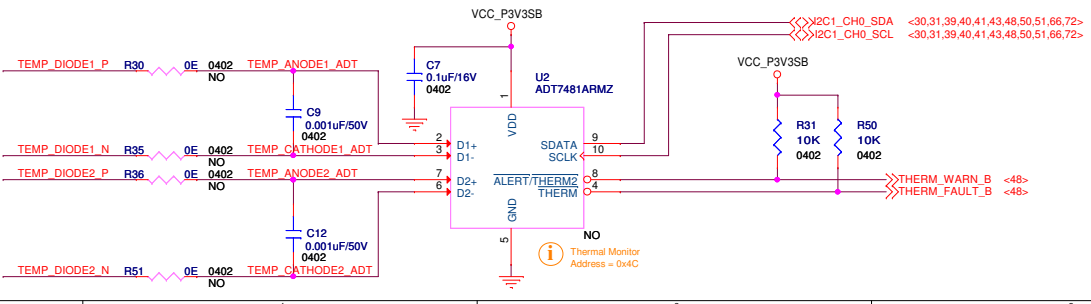 VCC_P3V3SB
I2C1_CH0_SDA <30,31,39,40,41,43,48,50,51,66,72>
I2C1_CH0_SCL <30,31,39,40,41,43,48,50,51,66,72>
TEMP_DIODE1_P R30 0E 0402 TEMP_ANODE1_ADT
NO
C7
0.1uF/16V
0402
U2
ADT7481ARMZ
VCC_P3V3SB
1
VDD
C9
0.001uF/50V
0402
R31
10K
0402
R50
10K
0402
2 D1+
3 D1-
SDATA 9
SCLK 10
TEMP_DIODE1_N R35 0E 0402 TEMP_CATHODE1_ADT
NO
TEMP_DIODE2_P R36 0E 0402 TEMP_ANODE2_ADT
NO
7 D2+
6 D2-
ALERT/THERM2 8
THERM 4
THERM_WARN_B <48>
THERM_FAULT_B <48>
GND
5
NO
C12
0.001uF/50V
0402
i
Thermal Monitor
Address = 0x4C
TEMP_DIODE2_N R51 0E 0402 TEMP_CATHODE2_ADT
NO